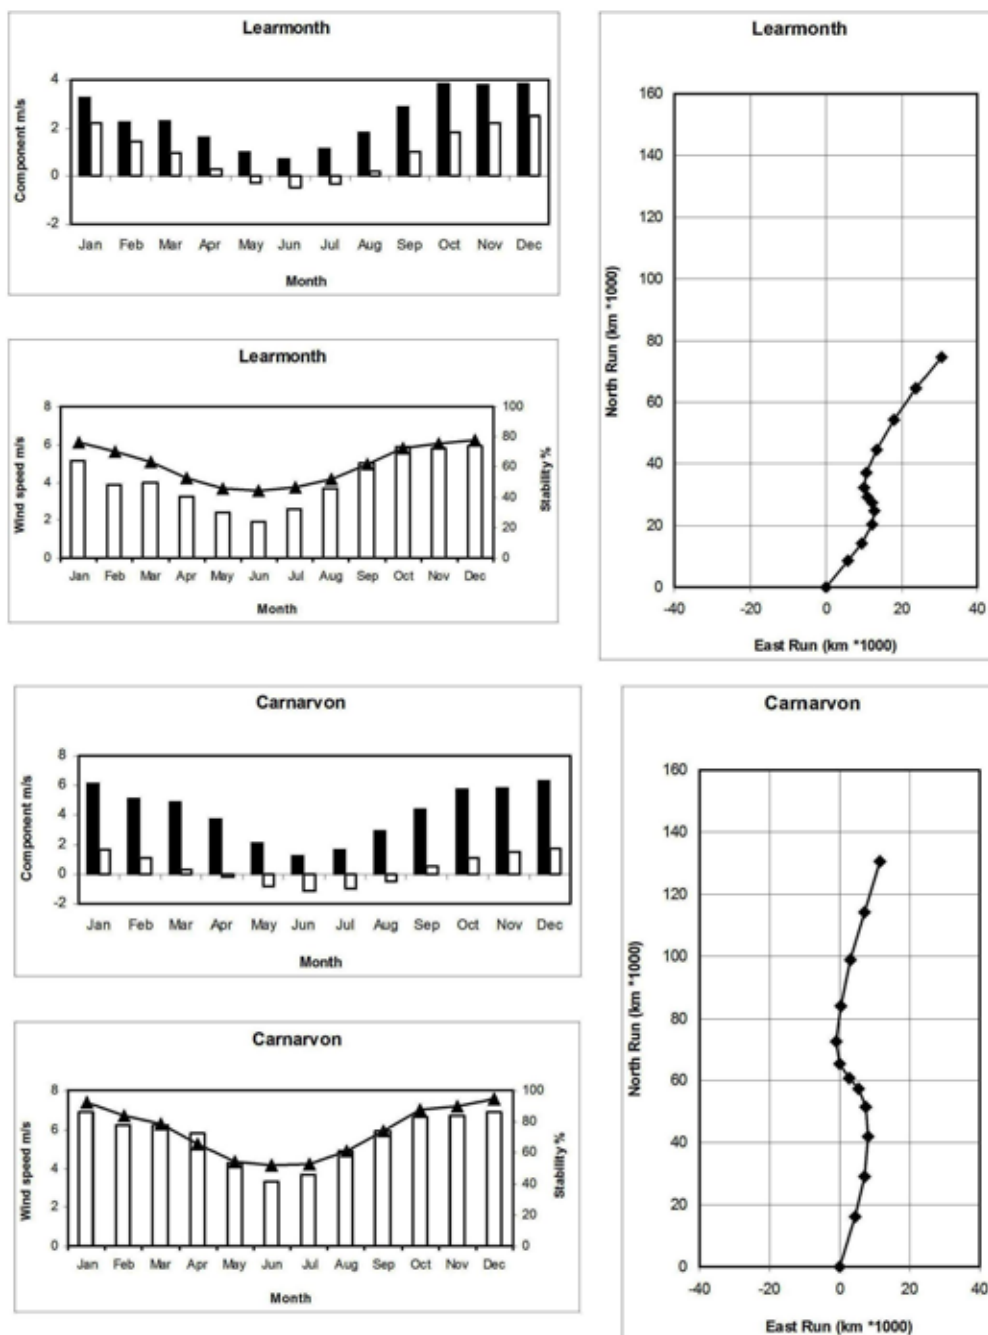 Learmonth
4
2
0
-2
Component m/s
Jan Feb Mar Apr May Jun Jul Aug Sep Oct Nov Dec
Month
Learmonth
8
6
4
2
0
Wind speed m/s
100
80
60
40
20
0
Stability %
Jan Feb Mar Apr May Jun Jul Aug Sep Oct Nov Dec
Month
Learmonth
160
140
120
160
140
80
60
40
20
0
North Run (km *1000)
-40 -20 0 20 40
East Run (km *1000)
Carnarvon
8
6
4
2
0
-2
Component m/s
Jan Feb Mar Apr May Jun Jul Aug Sep Oct Nov Dec
Month
Carnarvon
8
6
4
2
0
Wind speed m/s
100
80
60
40
20
0
Stability %
Jan Feb Mar Apr May Jun Jul Aug Sep Oct Nov Dec
Month
Carnarvon
160
140
120
100
80
60
40
20
0
North Run (km *1000)
-40 -20 0 20 40
East Run (km *1000)